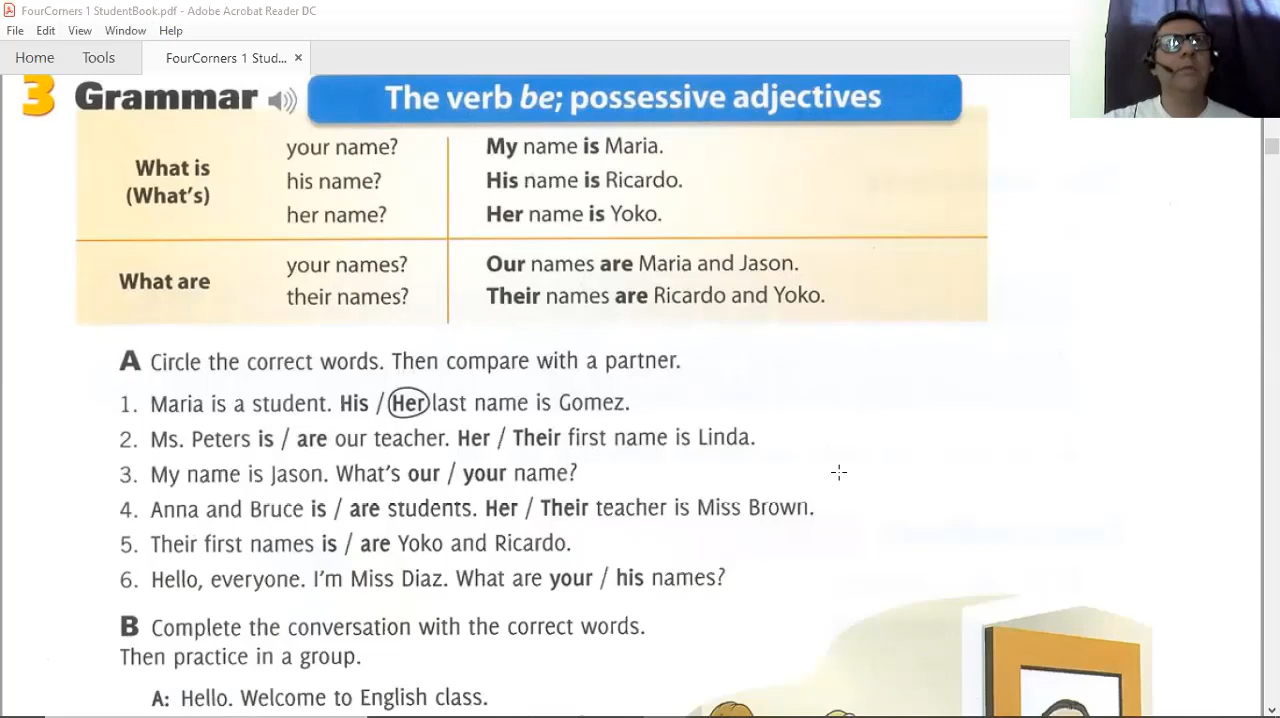 FourCorners 1 StudentBook.pdf - Adobe Acrobat Reader DC
File Edit View Window Help
Home Tools FourCorners 1 Stud... ×
3 Grammar The verb be; possessive adjectives
What is
(What's)
your name?
his name?
her name?
My name is Maria.
His name is Ricardo.
Her name is Yoko.
What are
your names?
their names?
Our names are Maria and Jason.
Their names are Ricardo and Yoko.
A Circle the correct words. Then compare with a partner.
1. Maria is a student. His / Her last name is Gomez.
2. Ms. Peters is / are our teacher. Her / Their first name is Linda.
3. My name is Jason. What's our / your name?
4. Anna and Bruce is / are students. Her / Their teacher is Miss Brown.
5. Their first names is / are Yoko and Ricardo.
6. Hello, everyone. I'm Miss Diaz. What are your / his names?
B Complete the conversation with the correct words.
Then practice in a group.
A: Hello. Welcome to English class.